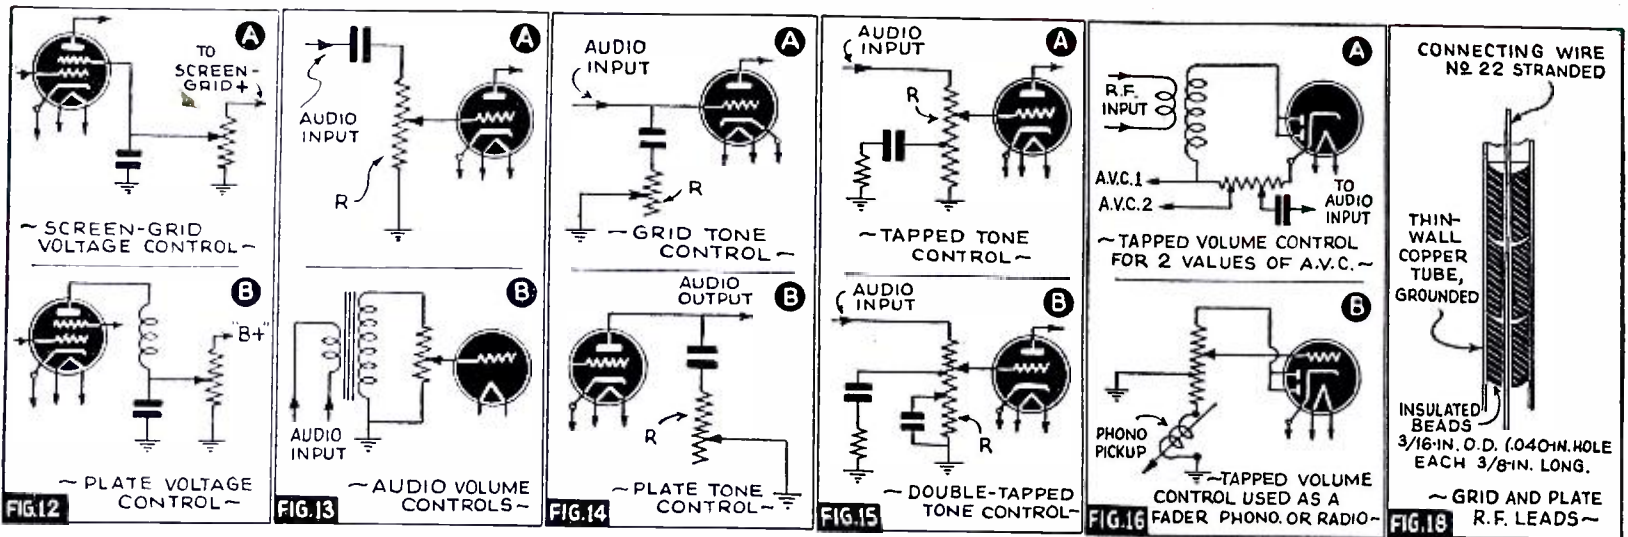 A
TO
SCREEN-
GRID+
~SCREEN-GRID
VOLTAGE CONTROL~
B
"B+"
~PLATE VOLTAGE
CONTROL~
FIG.12
A
AUDIO
INPUT
R
B
AUDIO
INPUT
~AUDIO VOLUME
CONTROLS~
FIG.13
A
AUDIO
INPUT
R
~GRID TONE
CONTROL~
AUDIO
OUTPUT
B
R
~PLATE TONE
CONTROL~
FIG.14
AUDIO
INPUT
A
R
~TAPPED TONE
CONTROL~
AUDIO
INPUT
B
R
~DOUBLE-TAPPED
TONE CONTROL~
FIG.15
A
R.F.
INPUT
A.V.C.1
A.V.C.2
TO
AUDIO
INPUT
~TAPPED VOLUME CONTROL
FOR 2 VALUES OF A.V.C.~
B
PHONO
PICKUP
~TAPPED VOLUME
CONTROL USED AS A
FADER PHONO. OR RADIO~
FIG.16
CONNECTING WIRE
Nº 22 STRANDED
THIN-
WALL
COPPER
TUBE,
GROUNDED
INSULATED
BEADS
3/16-IN. O.D. (.040-IN. HOLE
EACH 3/8-IN. LONG.
~GRID AND PLATE
R.F. LEADS~
FIG.18